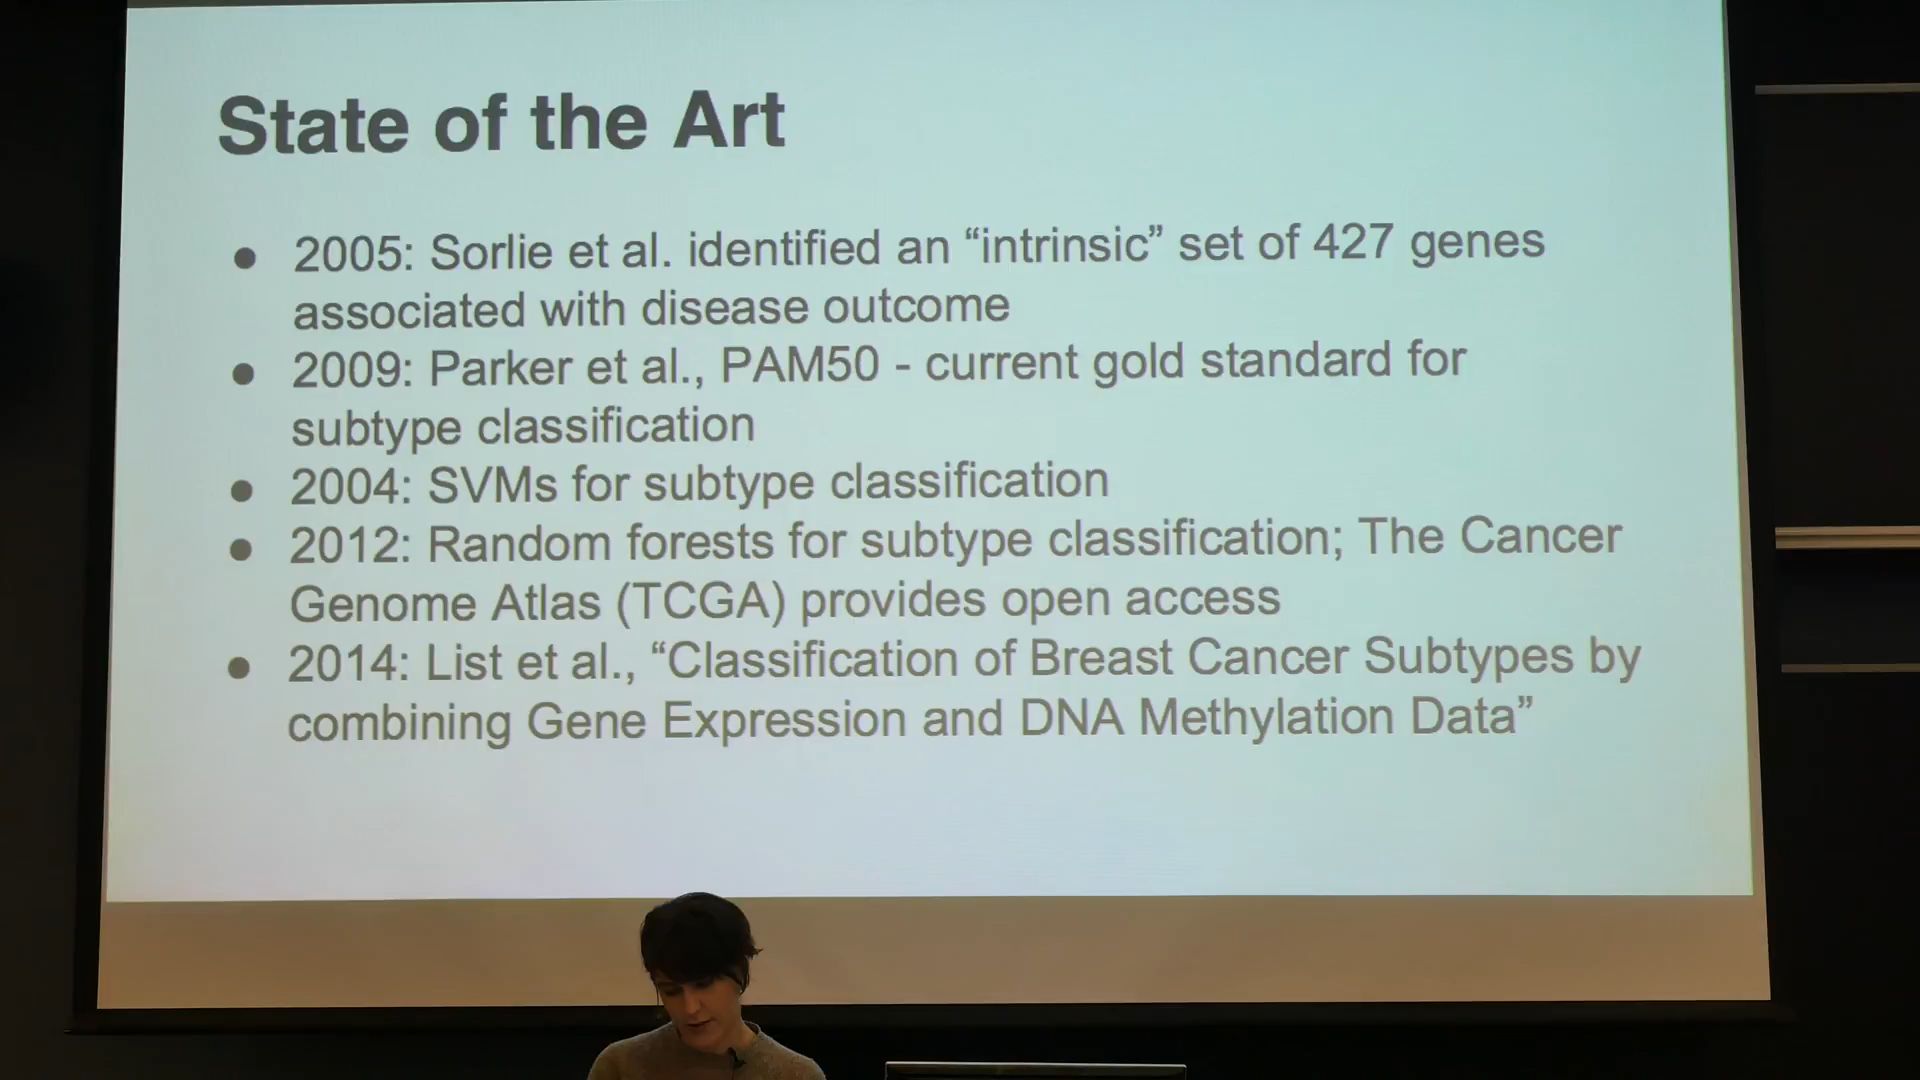 State of the Art
● 2005: Sorlie et al. identified an “intrinsic” set of 427 genes
associated with disease outcome
● 2009: Parker et al., PAM50 - current gold standard for
subtype classification
● 2004: SVMs for subtype classification
● 2012: Random forests for subtype classification; The Cancer
Genome Atlas (TCGA) provides open access
● 2014: List et al., “Classification of Breast Cancer Subtypes by
combining Gene Expression and DNA Methylation Data”